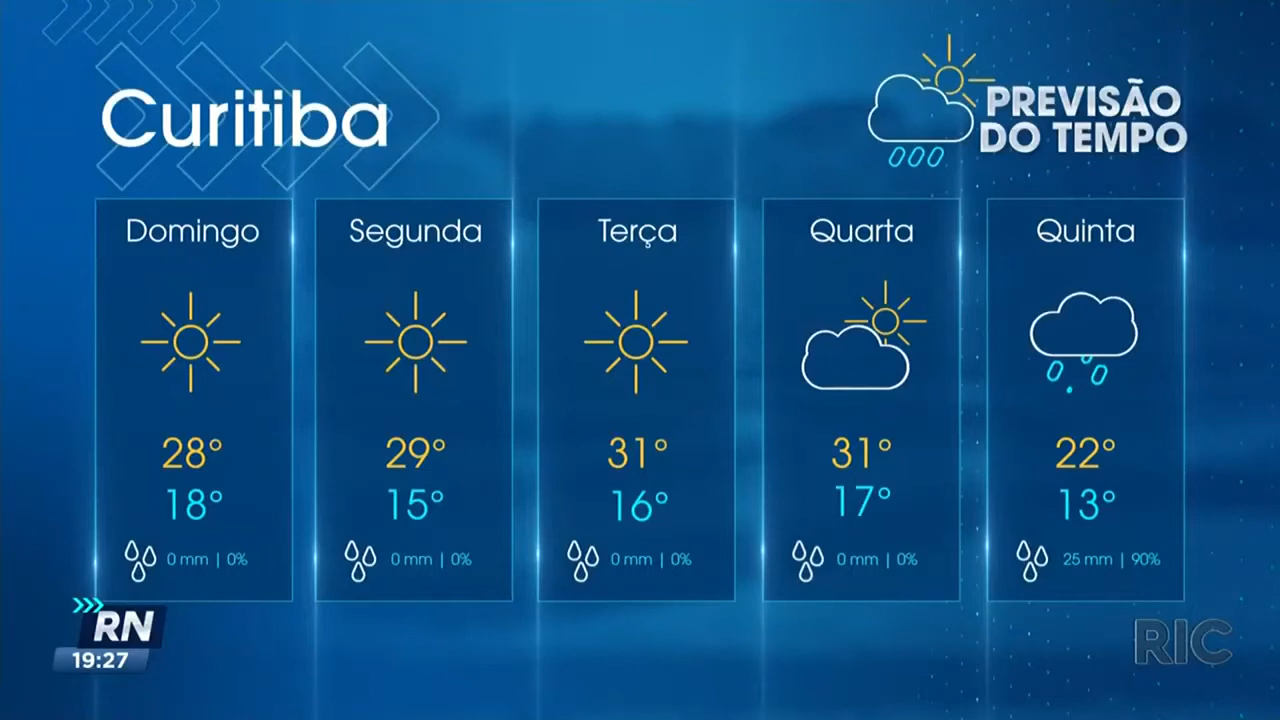 Curitiba
PREVISÃO
DO TEMPO
Domingo
28°
18°
0 mm | 0%
Segunda
29°
15°
0 mm | 0%
Terça
31°
16°
0 mm | 0%
Quarta
31°
17°
0 mm | 0%
Quinta
22°
13°
25 mm | 90%
RN
19:27
RIC